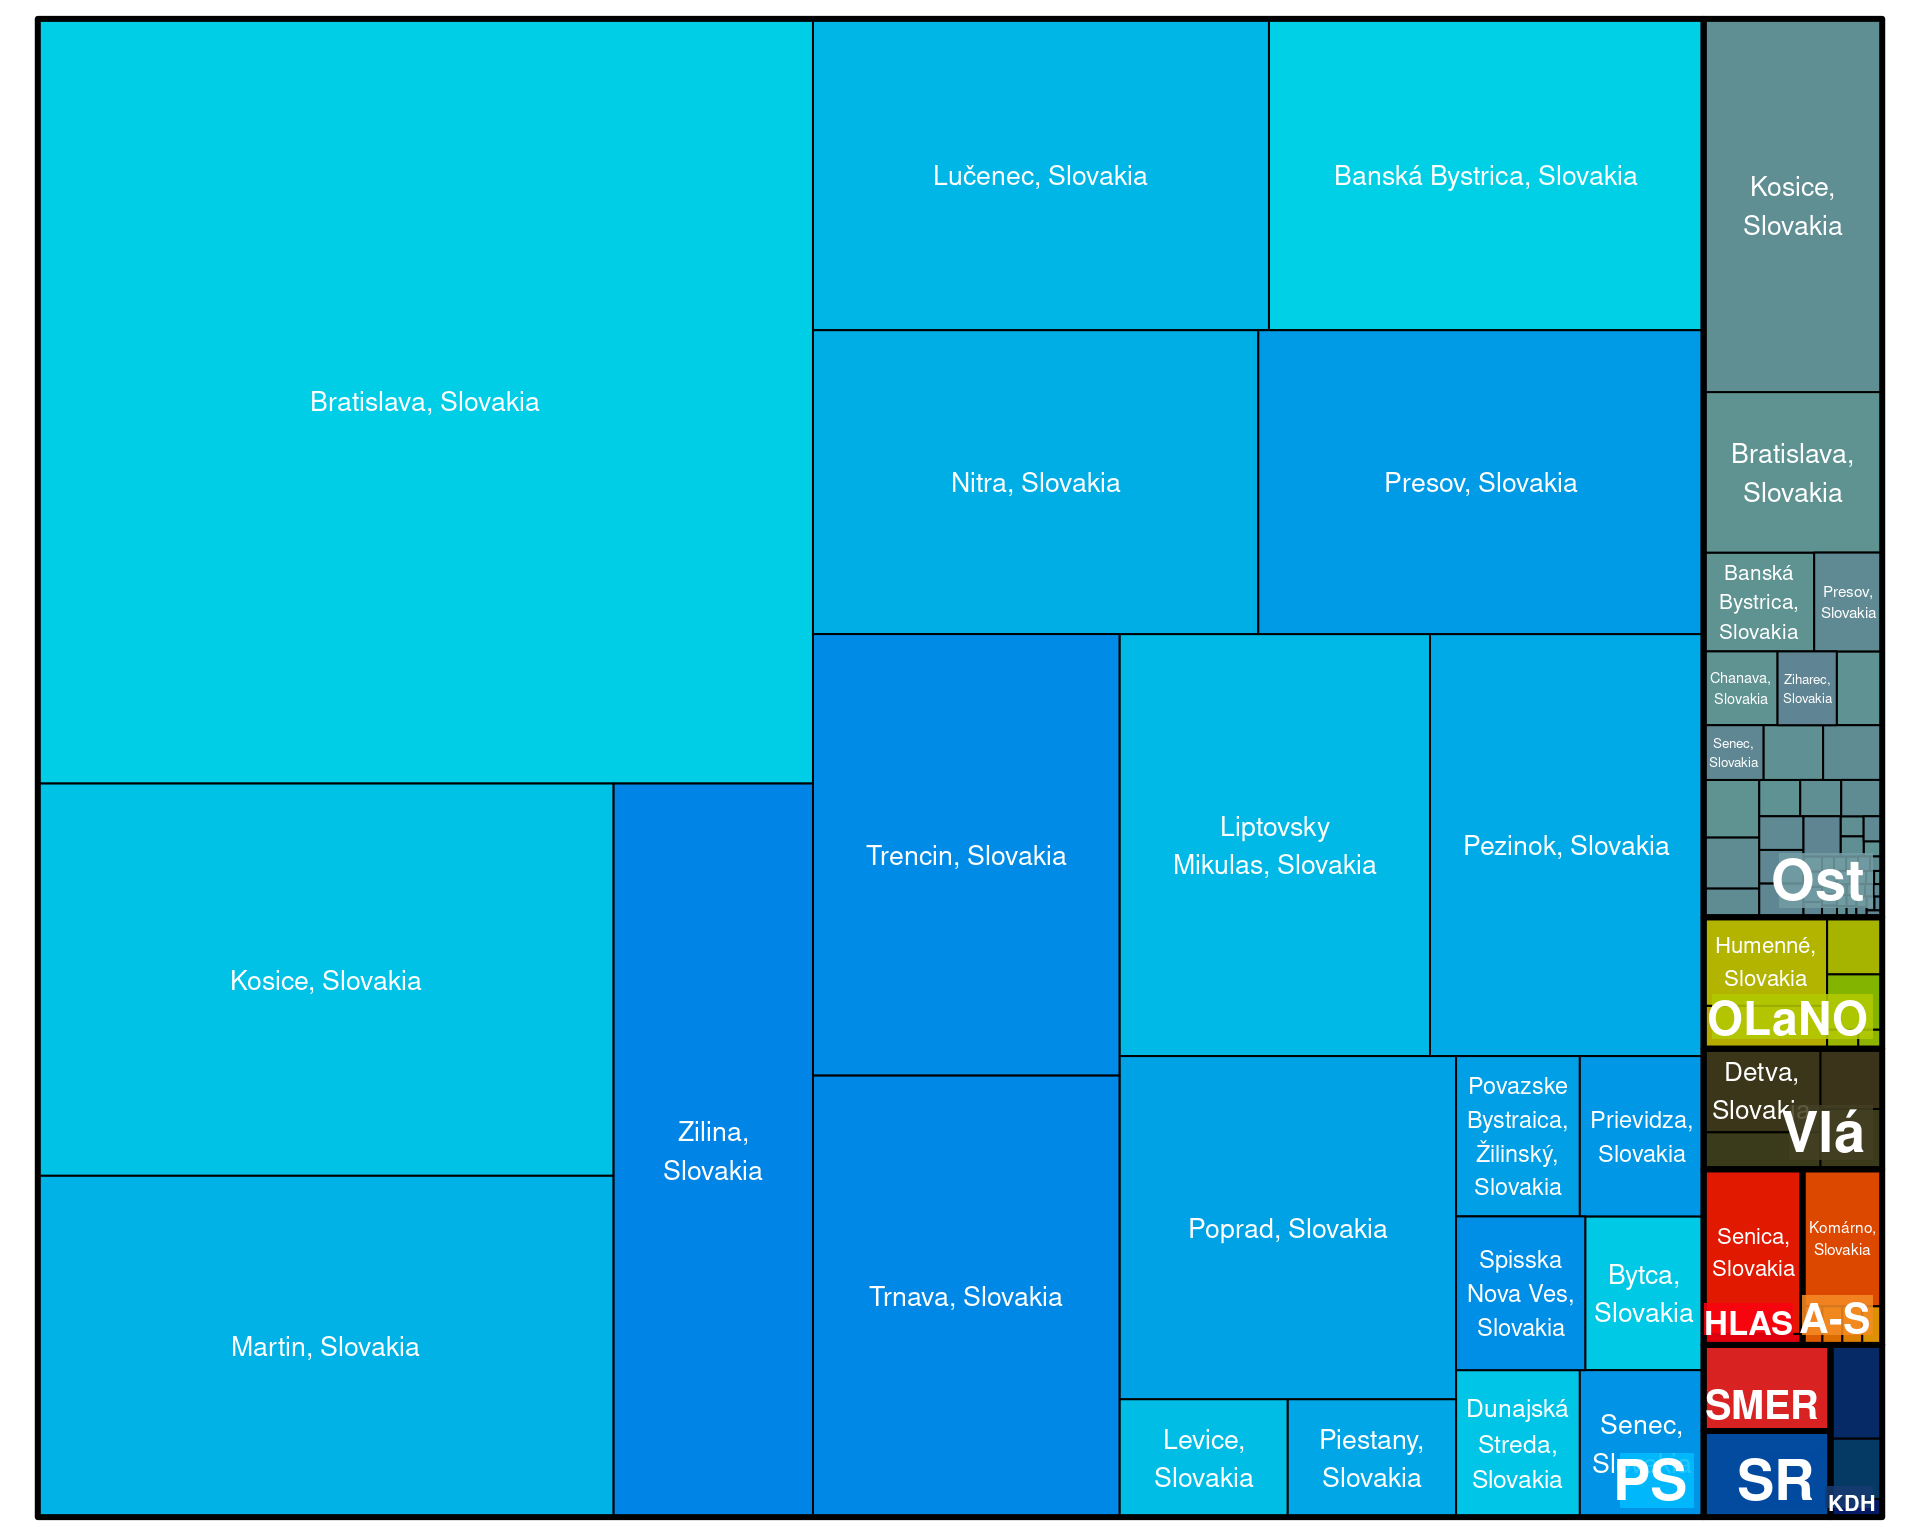 Bratislava, Slovakia
Lučenec, Slovakia
Banská Bystrica, Slovakia
Nitra, Slovakia
Presov, Slovakia
Kosice, Slovakia
Martin, Slovakia
Zilina,
Slovakia
Trencin, Slovakia
Trnava, Slovakia
Liptovsky
Mikulas, Slovakia
Pezinok, Slovakia
Poprad, Slovakia
Levice,
Slovakia
Piestany,
Slovakia
Povazske
Bystraica,
Žilinský,
Slovakia
Prievidza,
Slovakia
Spisska
Nova Ves,
Slovakia
Bytca,
Slovakia
Dunajská
Streda,
Slovakia
Senec,
Slovakia
PS
Kosice,
Slovakia
Bratislava,
Slovakia
Banská
Bystrica,
Slovakia
Presov,
Slovakia
Chanava,
Slovakia
Ziharec,
Slovakia
Senec,
Slovakia
Ost
Humenné,
Slovakia
OLaNO
Detva,
Slovakia
Vlá
Senica,
Slovakia
HLAS
Komárno,
Slovakia
A-S
SMER
SR
KDH